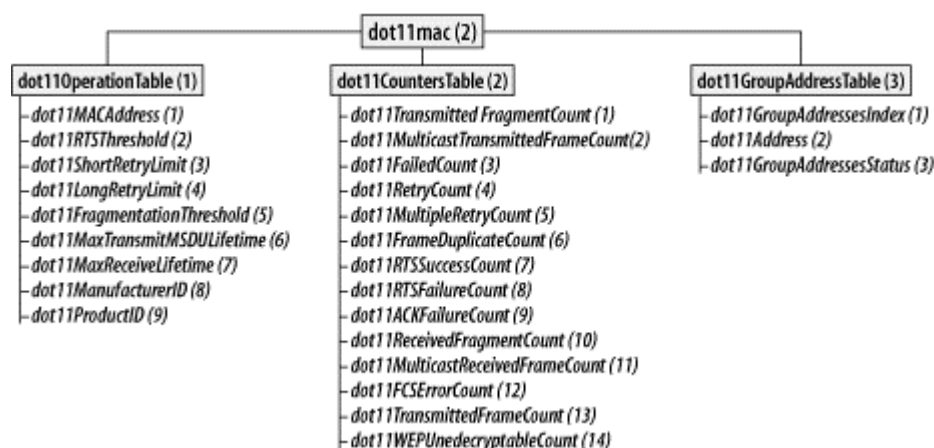 dot11mac (2)
dot11OperationTable (1)
dot11MACAddress (1)
dot11RTSThreshold (2)
dot11ShortRetryLimit (3)
dot11LongRetryLimit (4)
dot11FragmentationThreshold (5)
dot11MaxTransmitMSDULifetime (6)
dot11MaxReceiveLifetime (7)
dot11ManufacturerID (8)
dot11ProductID (9)
dot11CountersTable (2)
dot11Transmitted FragmentCount (1)
dot11MulticastTransmittedFrameCount(2)
dot11FailedCount (3)
dot11RetryCount (4)
dot11MultipleRetryCount (5)
dot11FrameDuplicateCount (6)
dot11RTSSuccessCount (7)
dot11RTSFailureCount (8)
dot11ACKFailureCount (9)
dot11ReceivedFragmentCount (10)
dot11MulticastReceivedFrameCount (11)
dot11FCSErrorCount (12)
dot11TransmittedFrameCount (13)
dot11WEPUnedecryptableCount (14)
dot11GroupAddressTable (3)
dot11GroupAddressesIndex (1)
dot11Address (2)
dot11GroupAddressesStatus (3)